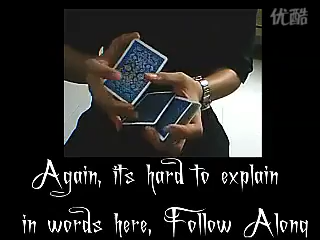 优酷
Again, its hard to explain
in words here, Follow Along